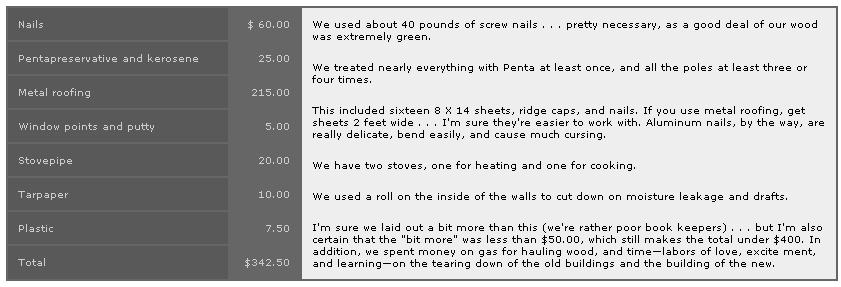 Nails $ 60.00
Pentapreservative and kerosene 25.00
Metal roofing 215.00
Window points and putty 5.00
Stovepipe 20.00
Tarpaper 10.00
Plastic 7.50
Total $342.50
We used about 40 pounds of screw nails . . . pretty necessary, as a good deal of our wood
was extremely green.
We treated nearly everything with Penta at least once, and all the poles at least three or
four times.
This included sixteen 8 X 14 sheets, ridge caps, and nails. If you use metal roofing, get
sheets 2 feet wide . . . I'm sure they're easier to work with. Aluminum nails, by the way, are
really delicate, bend easily, and cause much cursing.
We have two stoves, one for heating and one for cooking.
We used a roll on the inside of the walls to cut down on moisture leakage and drafts.
I'm sure we laid out a bit more than this (we're rather poor book keepers) . . . but I'm also
certain that the "bit more" was less than $50.00, which still makes the total under $400. In
addition, we spent money on gas for hauling wood, and time—labors of love, excite ment,
and learning—on the tearing down of the old buildings and the building of the new.